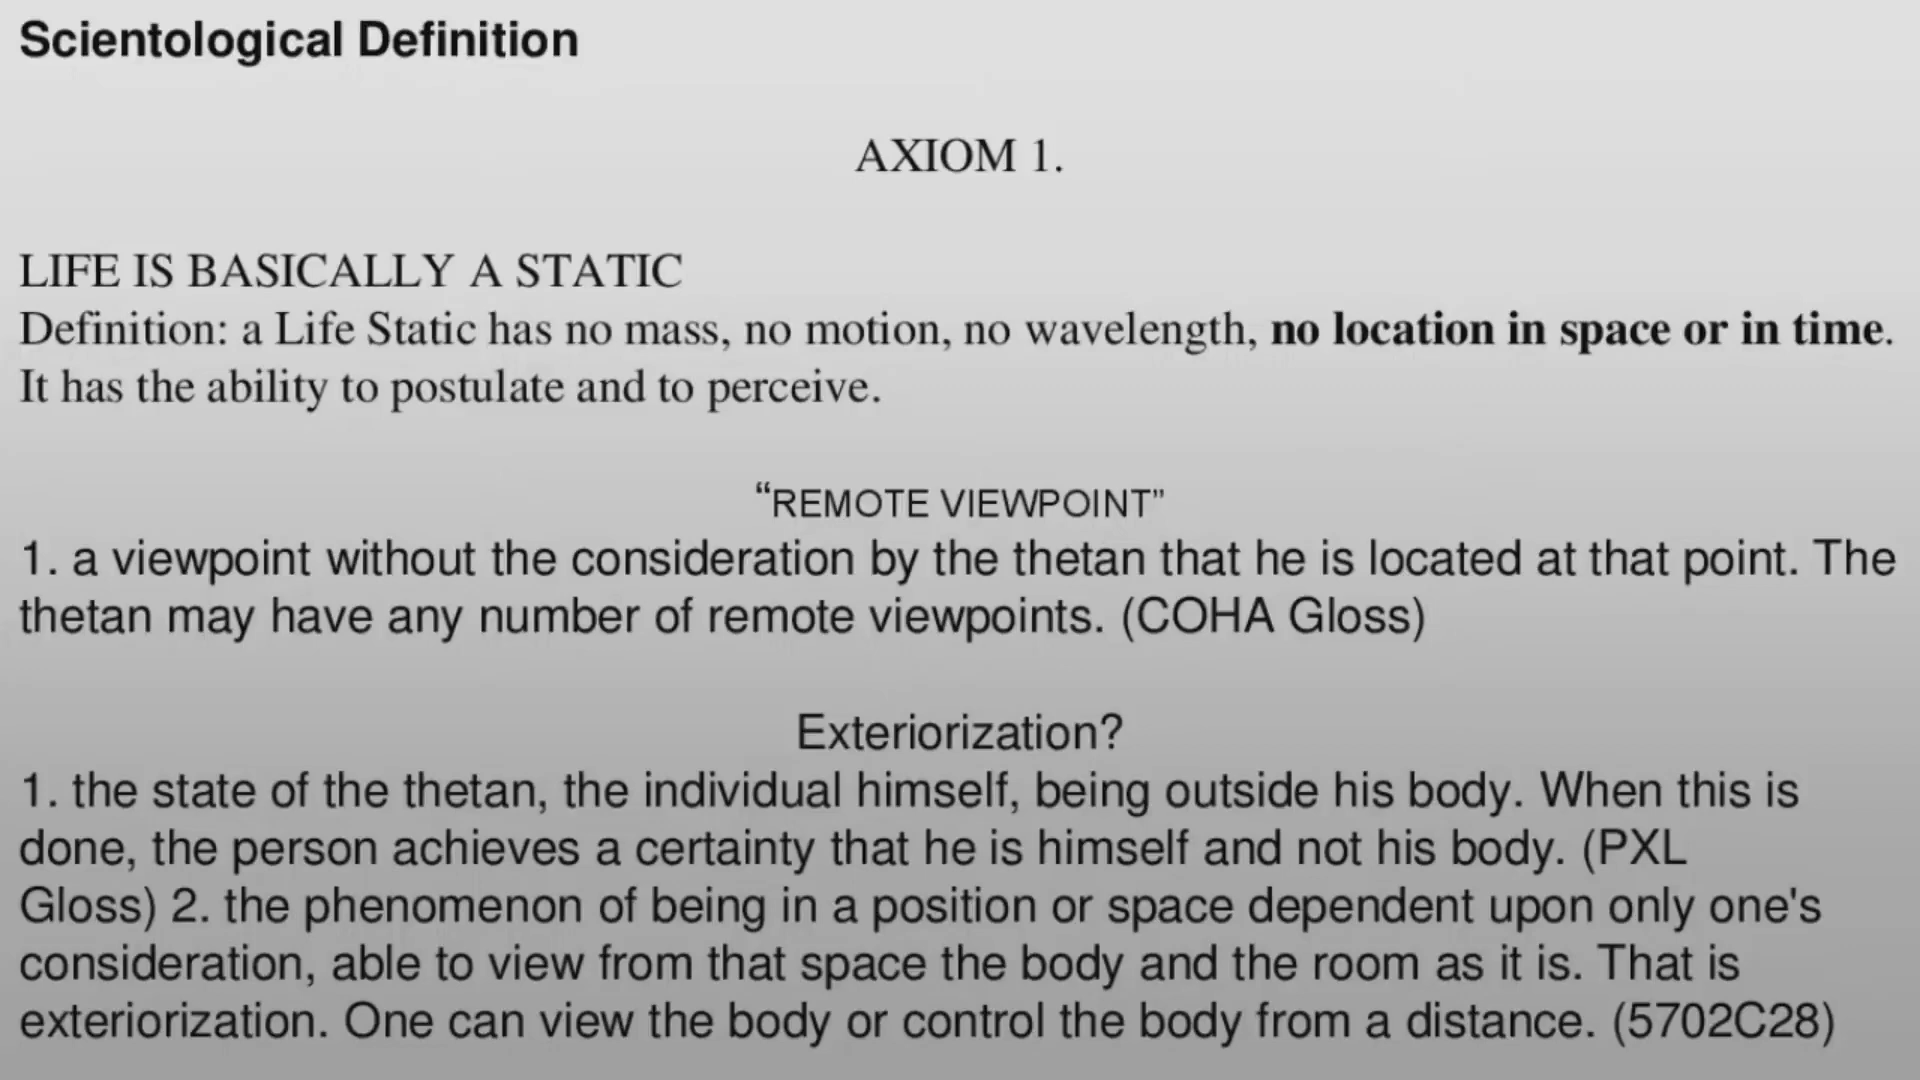 Scientological Definition
AXIOM 1.
LIFE IS BASICALLY A STATIC
Definition: a Life Static has no mass, no motion, no wavelength, no location in space or in time.
It has the ability to postulate and to perceive.
“REMOTE VIEWPOINT”
1. a viewpoint without the consideration by the thetan that he is located at that point. The
thetan may have any number of remote viewpoints. (COHA Gloss)
Exteriorization?
1. the state of the thetan, the individual himself, being outside his body. When this is
done, the person achieves a certainty that he is himself and not his body. (PXL
Gloss) 2. the phenomenon of being in a position or space dependent upon only one's
consideration, able to view from that space the body and the room as it is. That is
exteriorization. One can view the body or control the body from a distance. (5702C28)